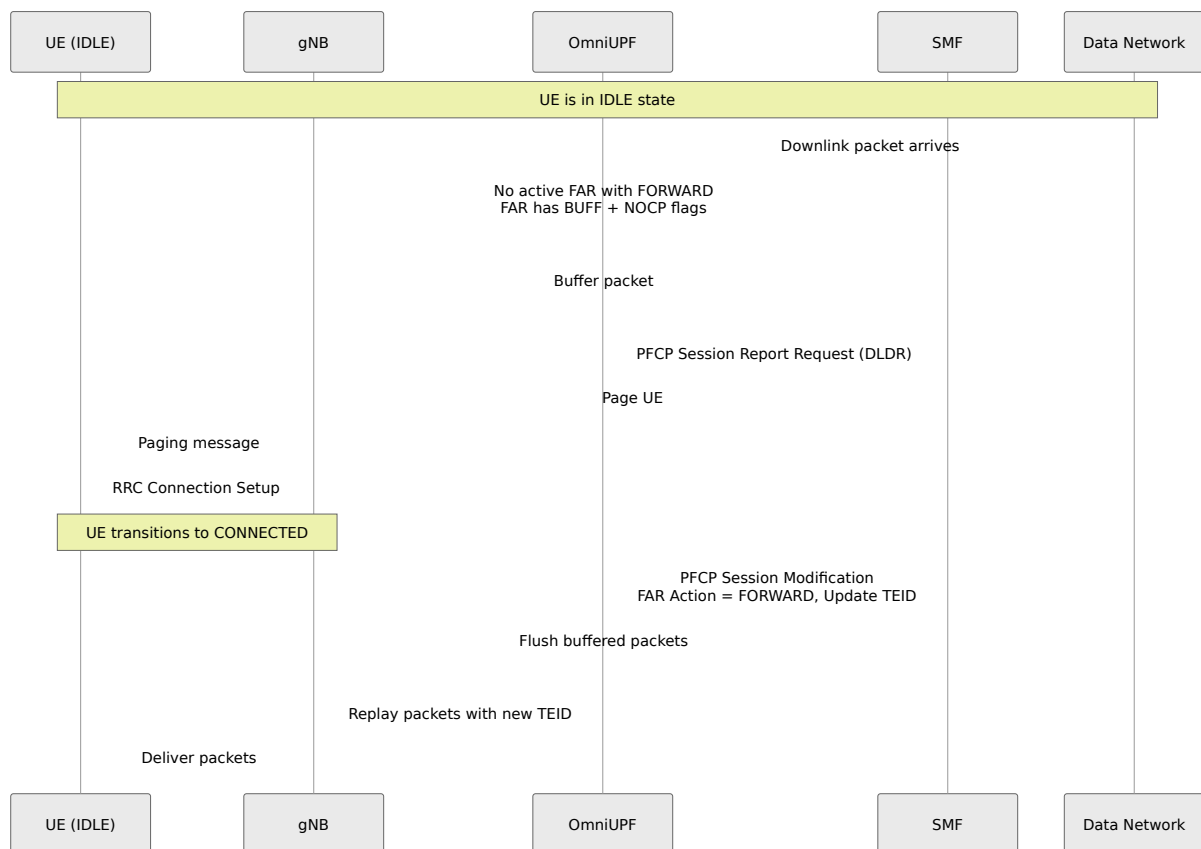 UE (IDLE)
gNB
OmniUPF
SMF
Data Network
UE is in IDLE state
Downlink packet arrives
No active FAR with FORWARD
FAR has BUFF + NOCP flags
Buffer packet
PFCP Session Report Request (DLDR)
Page UE
Paging message
RRC Connection Setup
UE transitions to CONNECTED
PFCP Session Modification
FAR Action = FORWARD, Update TEID
Flush buffered packets
Replay packets with new TEID
Deliver packets
UE (IDLE)
gNB
OmniUPF
SMF
Data Network